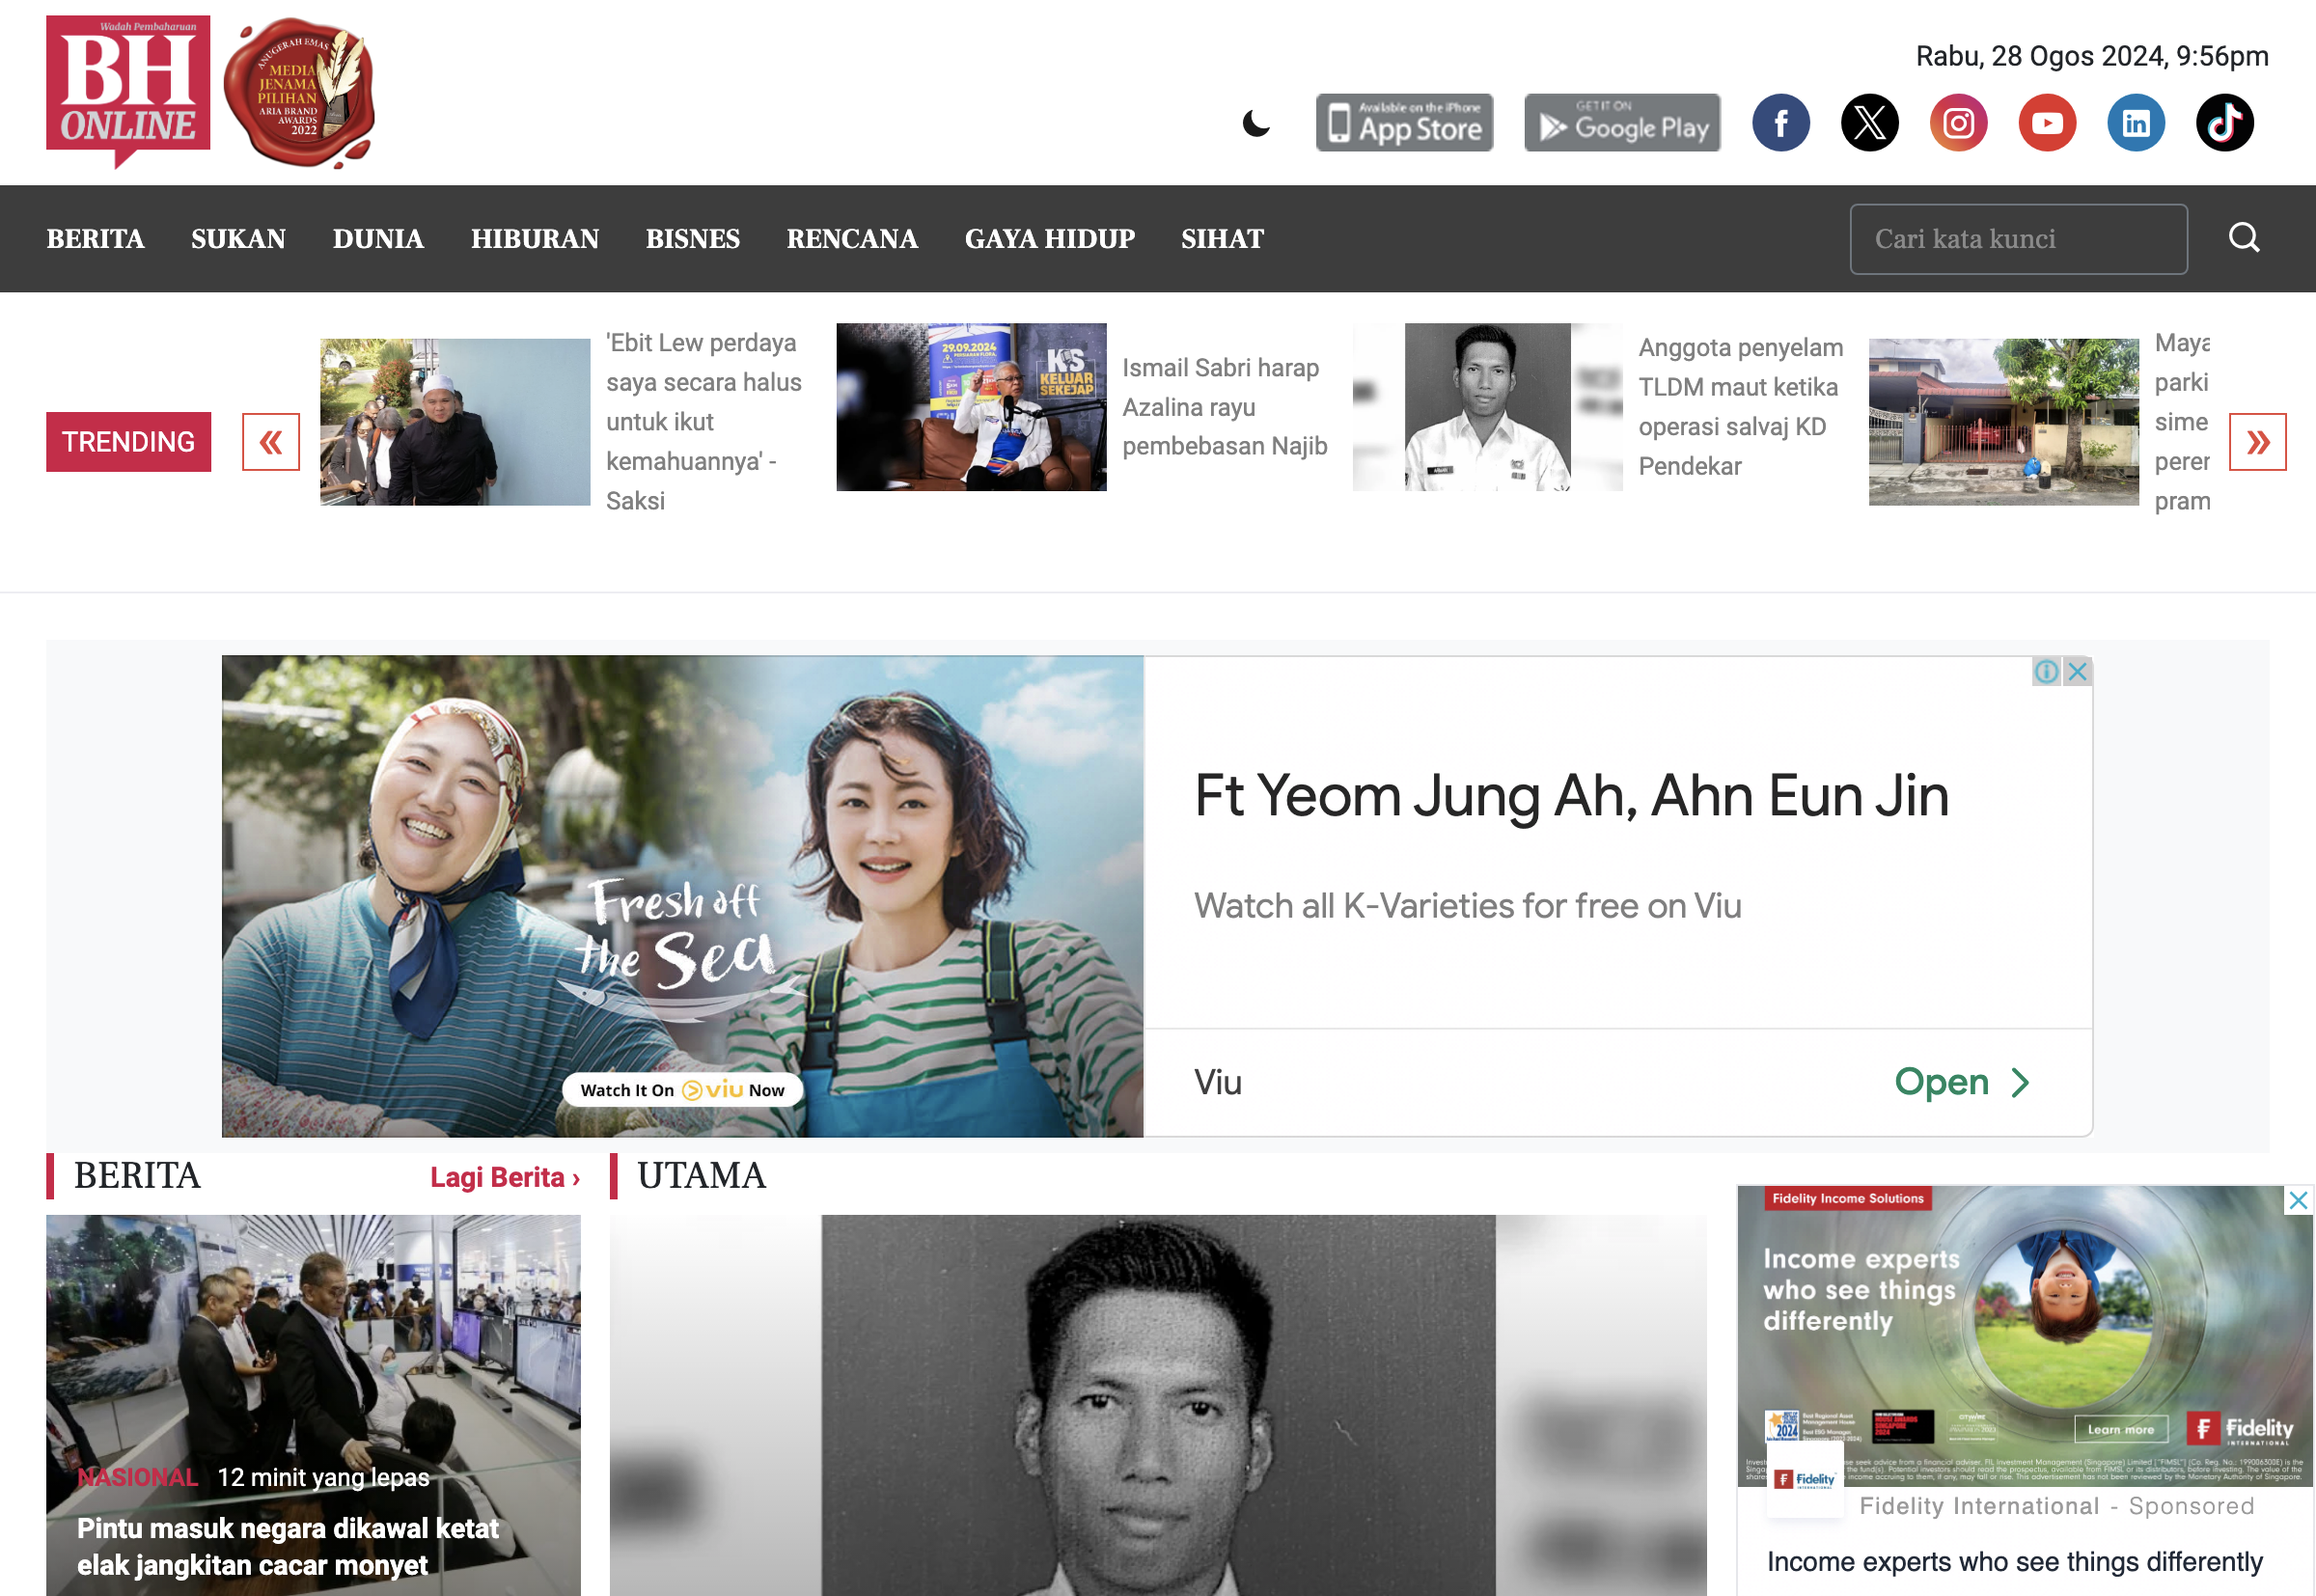 Wadah Pembaharuan
BH
ONLINE
ANUGERAH EMAS
MEDIA
JENAMA
PILIHAN
ARIA BRAND
AWARDS
2022
Rabu, 28 Ogos 2024, 9:56pm
Available on the iPhone
App Store
GET IT ON
Google Play
BERITA SUKAN DUNIA HIBURAN BISNES RENCANA GAYA HIDUP SIHAT
Cari kata kunci
TRENDING
'Ebit Lew perdaya
saya secara halus
untuk ikut
kemahuannya' -
Saksi
29.09.2024
KS
KELUAR
SEKEJAP
Ismail Sabri harap
Azalina rayu
pembebasan Najib
Anggota penyelam
TLDM maut ketika
operasi salvaj KD
Pendekar
Maya
parki
sime
perer
pram
Fresh off
the Sea
Watch It On viu Now
Ft Yeom Jung Ah, Ahn Eun Jin
Watch all K-Varieties for free on Viu
Viu
Open
BERITA
Lagi Berita ›
NASIONAL 12 minit yang lepas
Pintu masuk negara dikawal ketat
elak jangkitan cacar monyet
UTAMA
Fidelity Income Solutions
Income experts
who see things
differently
2024
Learn more
Fidelity
INTERNATIONAL
Fidelity
Fidelity International - Sponsored
Income experts who see things differently